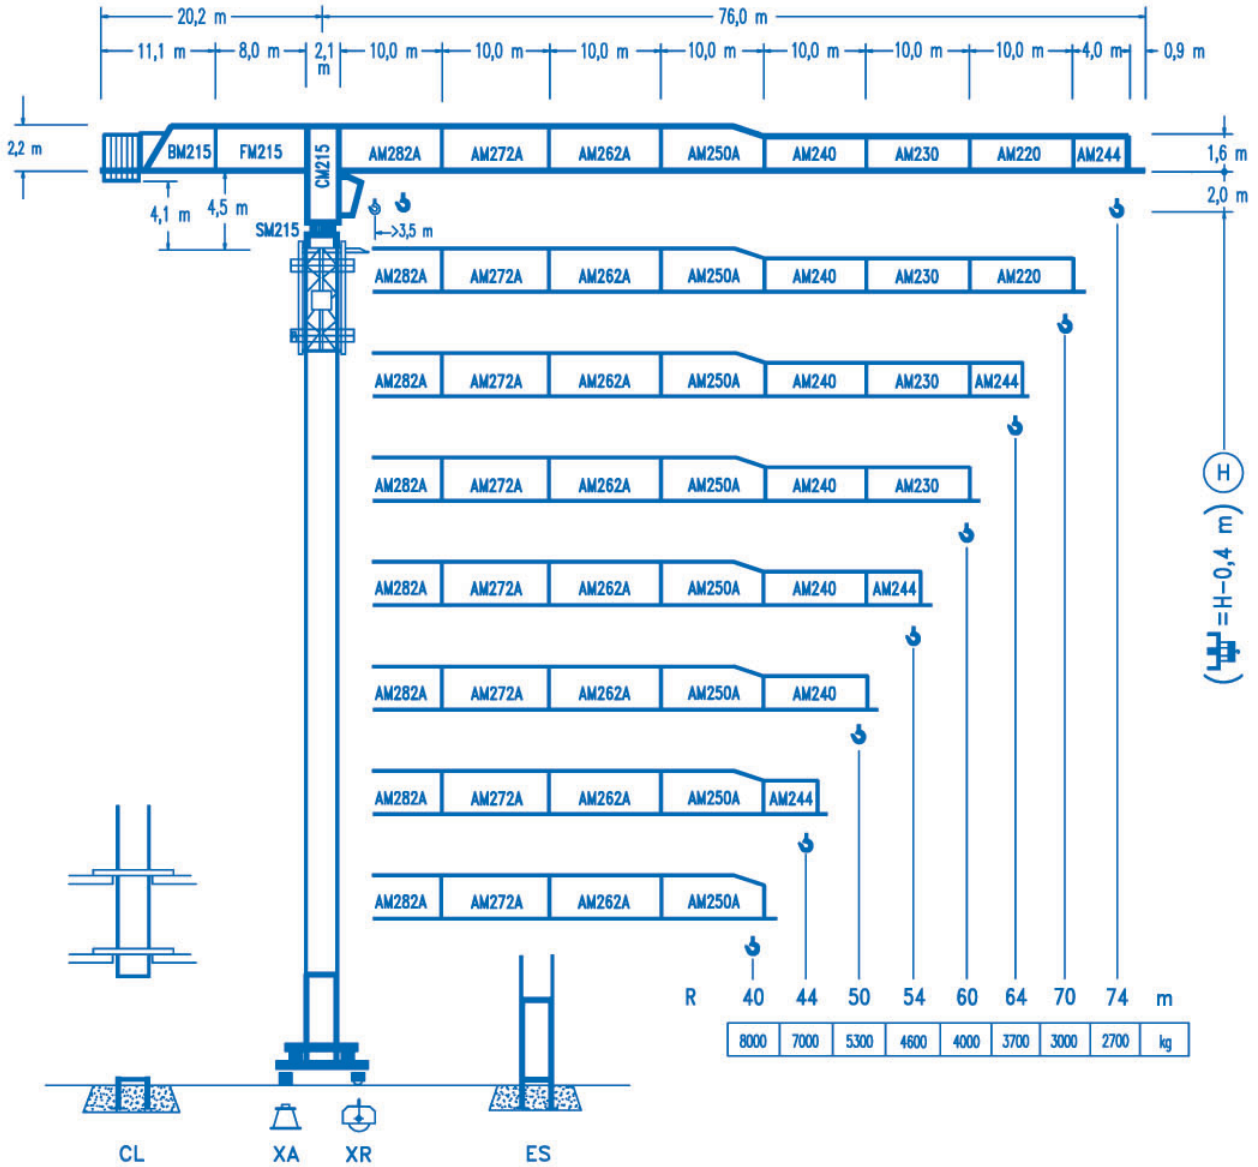 20,2 m 76,0 m
11,1 m 8,0 m 2,1 m 10,0 m 10,0 m 10,0 m 10,0 m 10,0 m 10,0 m 10,0 m 4,0 m 0,9 m
2,2 m BM215 FM215 CM215 AM282A AM272A AM262A AM250A AM240 AM230 AM220 AM244 1,6 m
2,0 m
4,1 m 4,5 m SM215 >3,5 m
AM282A AM272A AM262A AM250A AM240 AM230 AM220
AM282A AM272A AM262A AM250A AM240 AM230 AM244
H
AM282A AM272A AM262A AM250A AM240 AM230
( =H-0,4 m)
AM282A AM272A AM262A AM250A AM240 AM244
AM282A AM272A AM262A AM250A AM240
AM282A AM272A AM262A AM250A AM244
AM282A AM272A AM262A AM250A
R 40 44 50 54 60 64 70 74 m
8000 7000 5300 4600 4000 3700 3000 2700 kg
CL XA XR ES